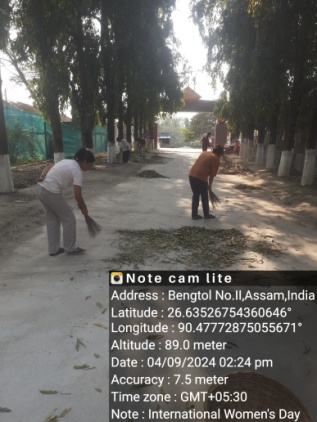 Note cam lite
Address : Bengtol No.II,Assam,India
Latitude : 26.63526754360646°
Longitude : 90.47772875055671°
Altitude : 89.0 meter
Date : 04/09/2024 02:24 pm
Accuracy : 7.5 meter
Time zone : GMT+05:30
Note : International Women's Day